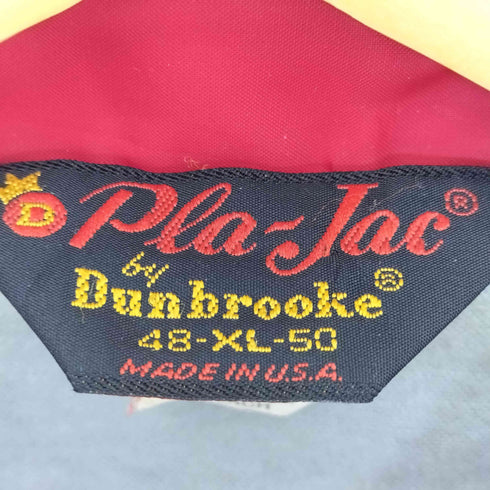 D Pla-Jac®
by
Dunbrooke®
48-XL-50
MADE IN U.S.A.